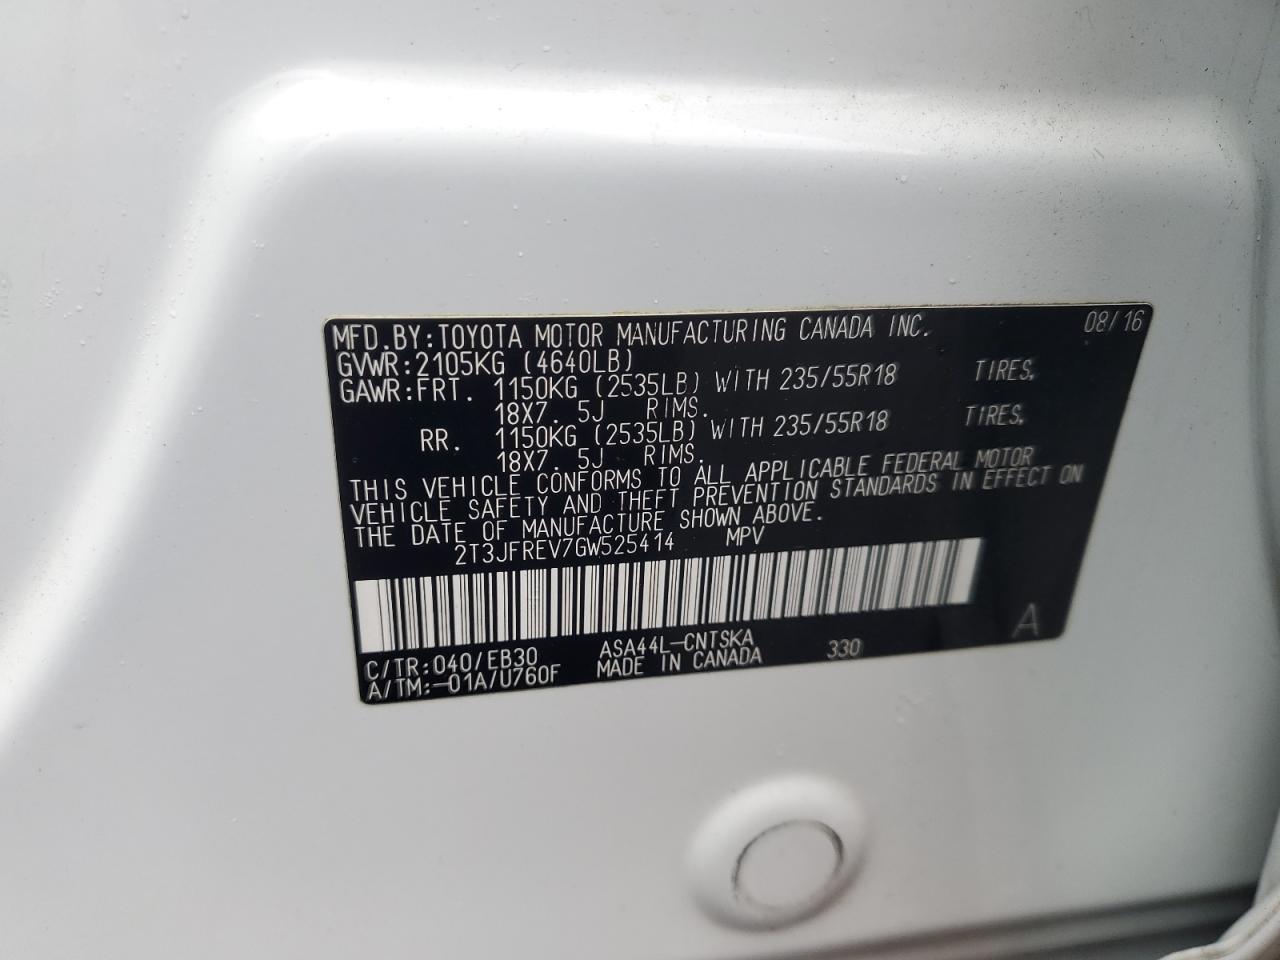 MFD.BY:TOYOTA MOTOR MANUFACTURING CANADA INC. 08/16
GVWR:2105KG (4640LB)
GAWR:FRT. 1150KG (2535LB) WITH 235/55R18 TIRES,
18X7.5J RIMS.
RR. 1150KG (2535LB) WITH 235/55R18 TIRES,
18X7.5J RIMS.
THIS VEHICLE CONFORMS TO ALL APPLICABLE FEDERAL MOTOR
VEHICLE SAFETY AND THEFT PREVENTION STANDARDS IN EFFECT ON
THE DATE OF MANUFACTURE SHOWN ABOVE.
2T3JFREV7GW525414 MPV
C/TR:040/EB30 ASA44L-CNTSKA 330 A
A/TM:-01A/U760F MADE IN CANADA